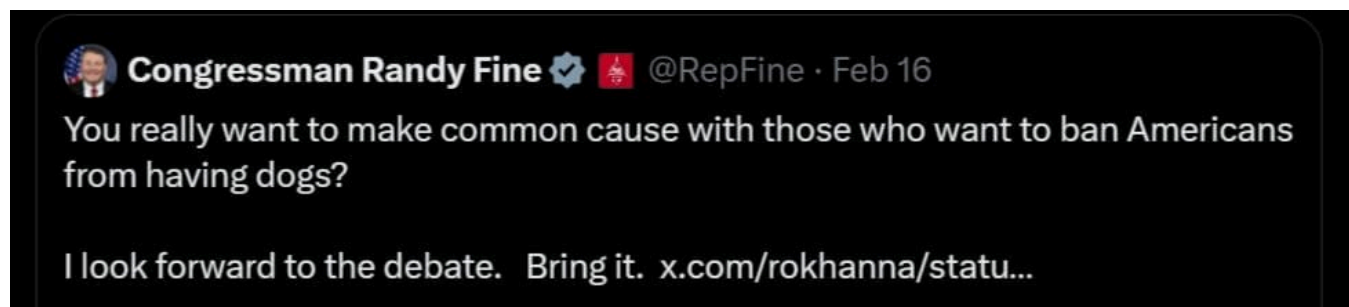 Congressman Randy Fine @RepFine · Feb 16
You really want to make common cause with those who want to ban Americans
from having dogs?
I look forward to the debate.   Bring it.  x.com/rokhanna/statu...